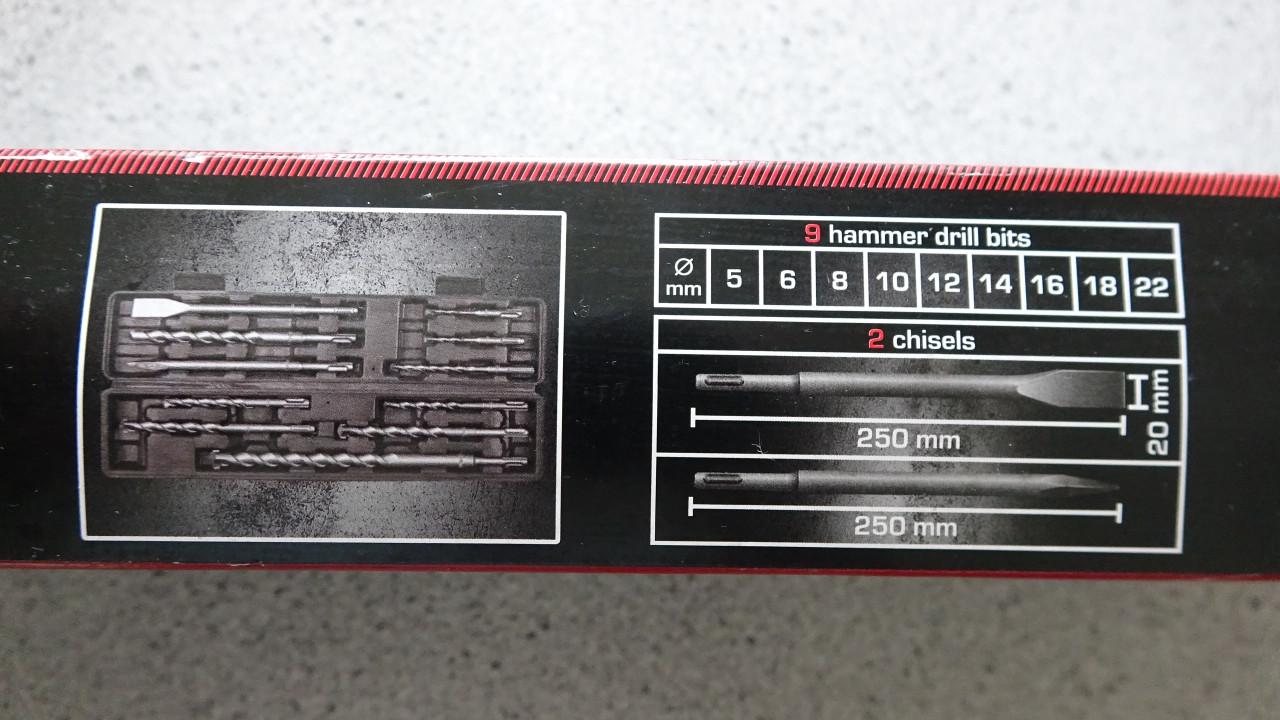 9 hammer drill bits
Ø mm 5 6 8 10 12 14 16 18 22
2 chisels
20 mm
250 mm
250 mm